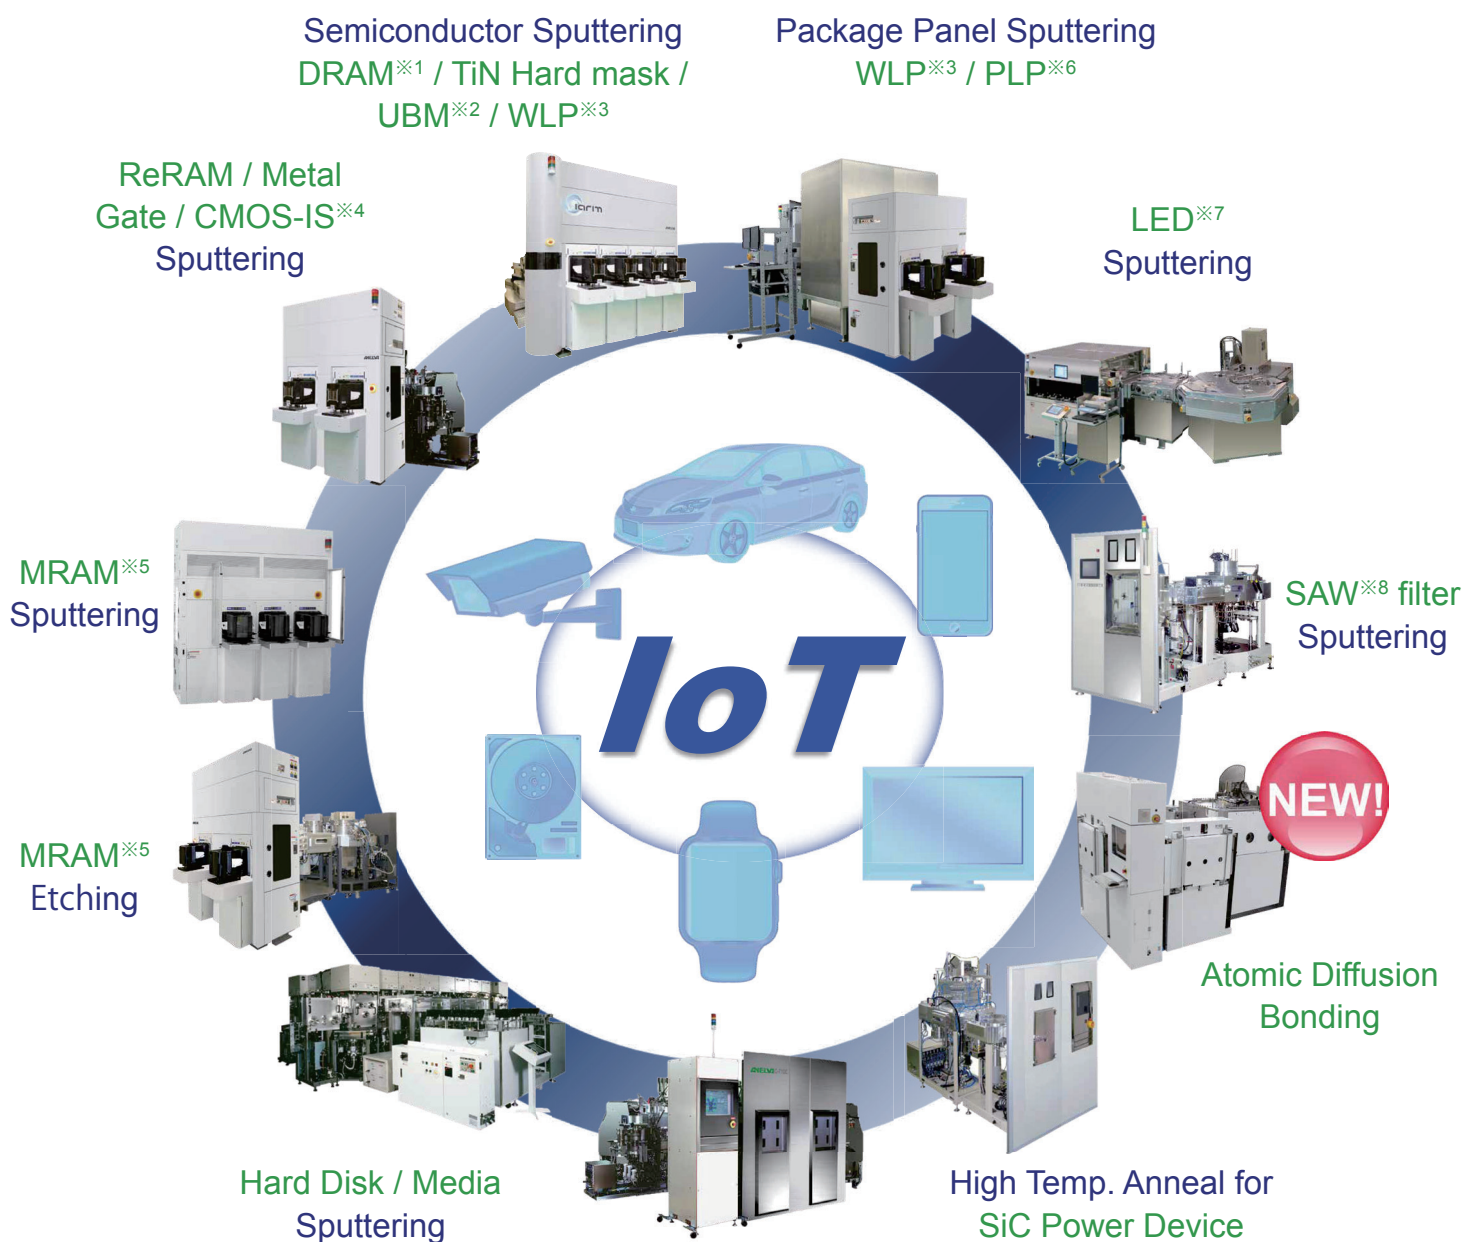 Semiconductor Sputtering
DRAM※1 / TiN Hard mask /
UBM※2 / WLP※3
Package Panel Sputtering
WLP※3 / PLP※6
ReRAM / Metal
Gate / CMOS-IS※4
Sputtering
LED※7
Sputtering
MRAM※5
Sputtering
SAW※8 filter
Sputtering
IoT
NEW!
MRAM※5
Etching
Atomic Diffusion
Bonding
Hard Disk / Media
Sputtering
High Temp. Anneal for
SiC Power Device